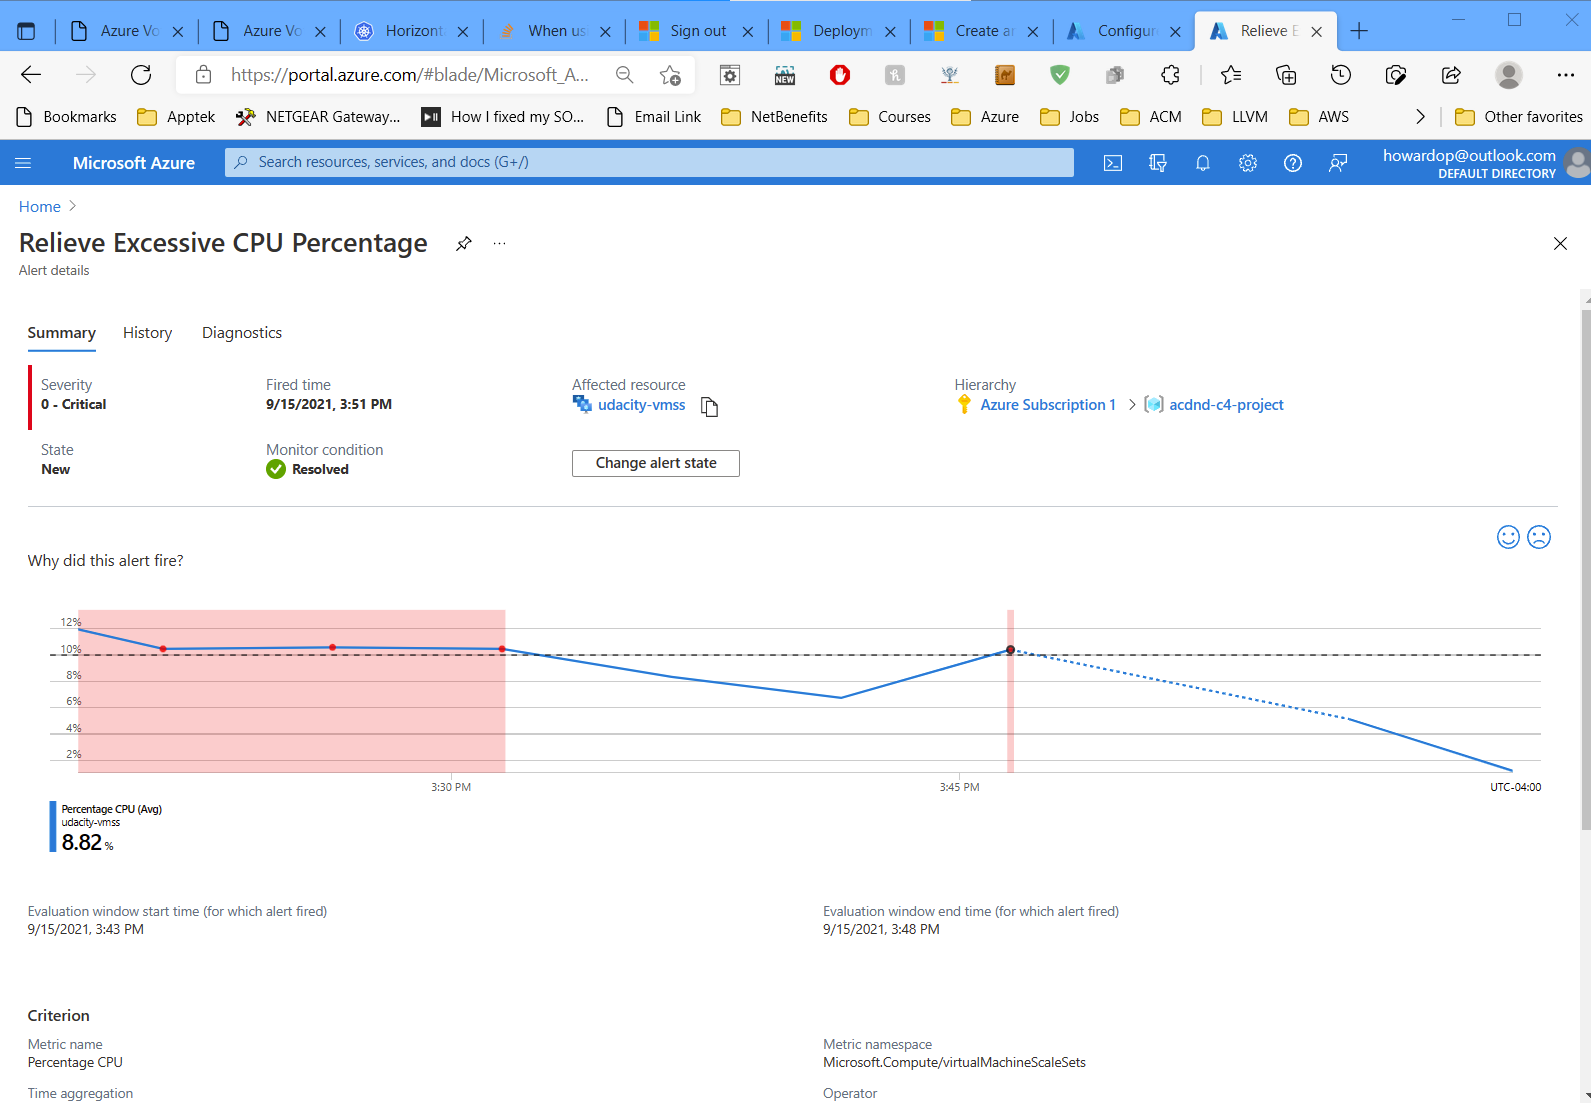 Azure Vo
Azure Vo
Horizont
When us
Sign out
Deploym
Create an
Configur
Relieve E
https://portal.azure.com/#blade/Microsoft_A...
NEW
Bookmarks
Apptek
NETGEAR Gateway...
How I fixed my SO...
Email Link
NetBenefits
Courses
Azure
Jobs
ACM
LLVM
AWS
Other favorites
Microsoft Azure
Search resources, services, and docs (G+/)
howardop@outlook.com
DEFAULT DIRECTORY
Home
Relieve Excessive CPU Percentage
Alert details
Summary
History
Diagnostics
Severity
0 - Critical
Fired time
9/15/2021, 3:51 PM
Affected resource
udacity-vmss
Hierarchy
Azure Subscription 1 > acdnd-c4-project
State
New
Monitor condition
Resolved
Change alert state
Why did this alert fire?
12%
10%
8%
6%
4%
2%
3:30 PM
3:45 PM
UTC-04:00
Percentage CPU (Avg)
udacity-vmss
8.82 %
Evaluation window start time (for which alert fired)
9/15/2021, 3:43 PM
Evaluation window end time (for which alert fired)
9/15/2021, 3:48 PM
Criterion
Metric name
Percentage CPU
Metric namespace
Microsoft.Compute/virtualMachineScaleSets
Time aggregation
Operator